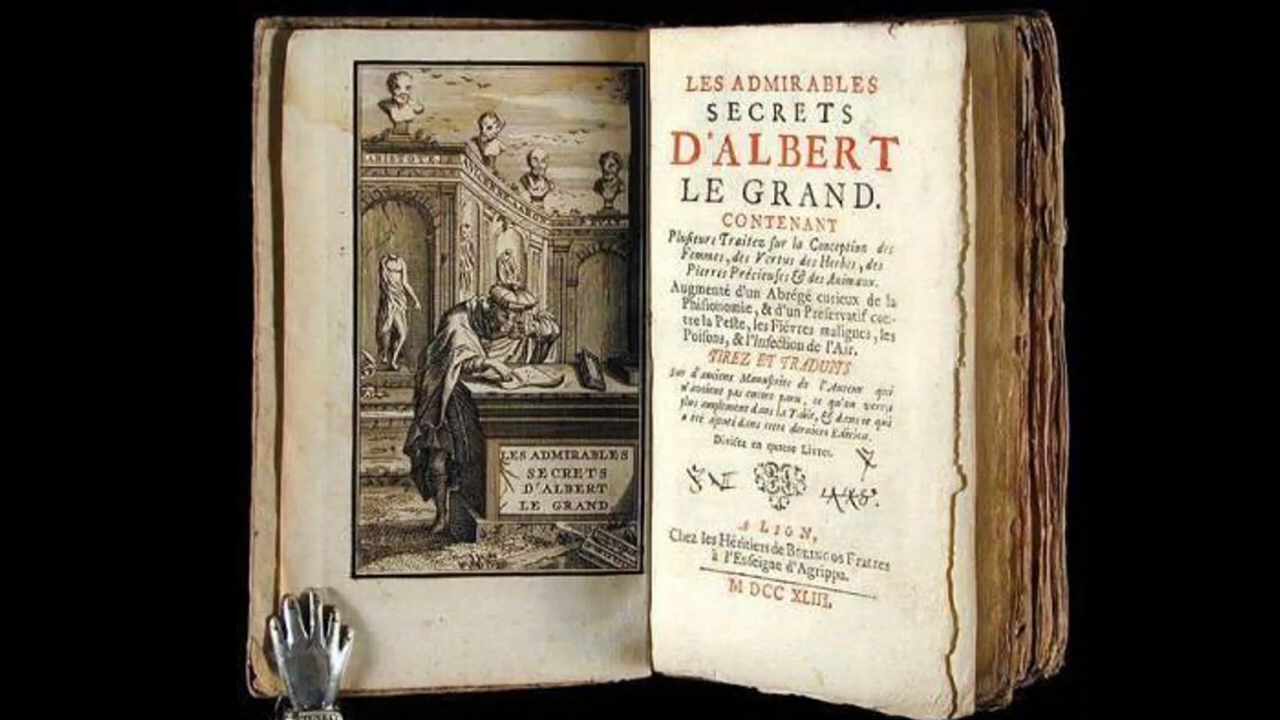 ARISTOTE
LES ADMIRABLES
SECRETS
D'ALBERT
LE GRAND
LES ADMIRABLES
SECRETS
D'ALBERT
LE GRAND.
CONTENANT
Plusieurs Traitez sur la Conception des
Femmes, des Vertus des Herbes, des
Pierres Précieuses & des Animaux.
Augmenté d'un Abrégé curieux de la
Phisionomie, & d'un Préservatif con-
tre la Peste, les Fiévres malignes, les
Poisons, & l'Infection de l'Air.
TIREZ ET TRADUITS
Sur d'anciens Manuscrits de l'Auteur qui
n'avoient pas encore paru, ce qu'on verra
plus amplement dans la Table, & dans ce qui
a été ajouté dans cette derniere Edition.
Divisez en quatre Livres.
A LION,
Chez les Héritiers de BERINGOS Fratres
à l'Enseigne d'Agrippa.
M DCC XLIII.